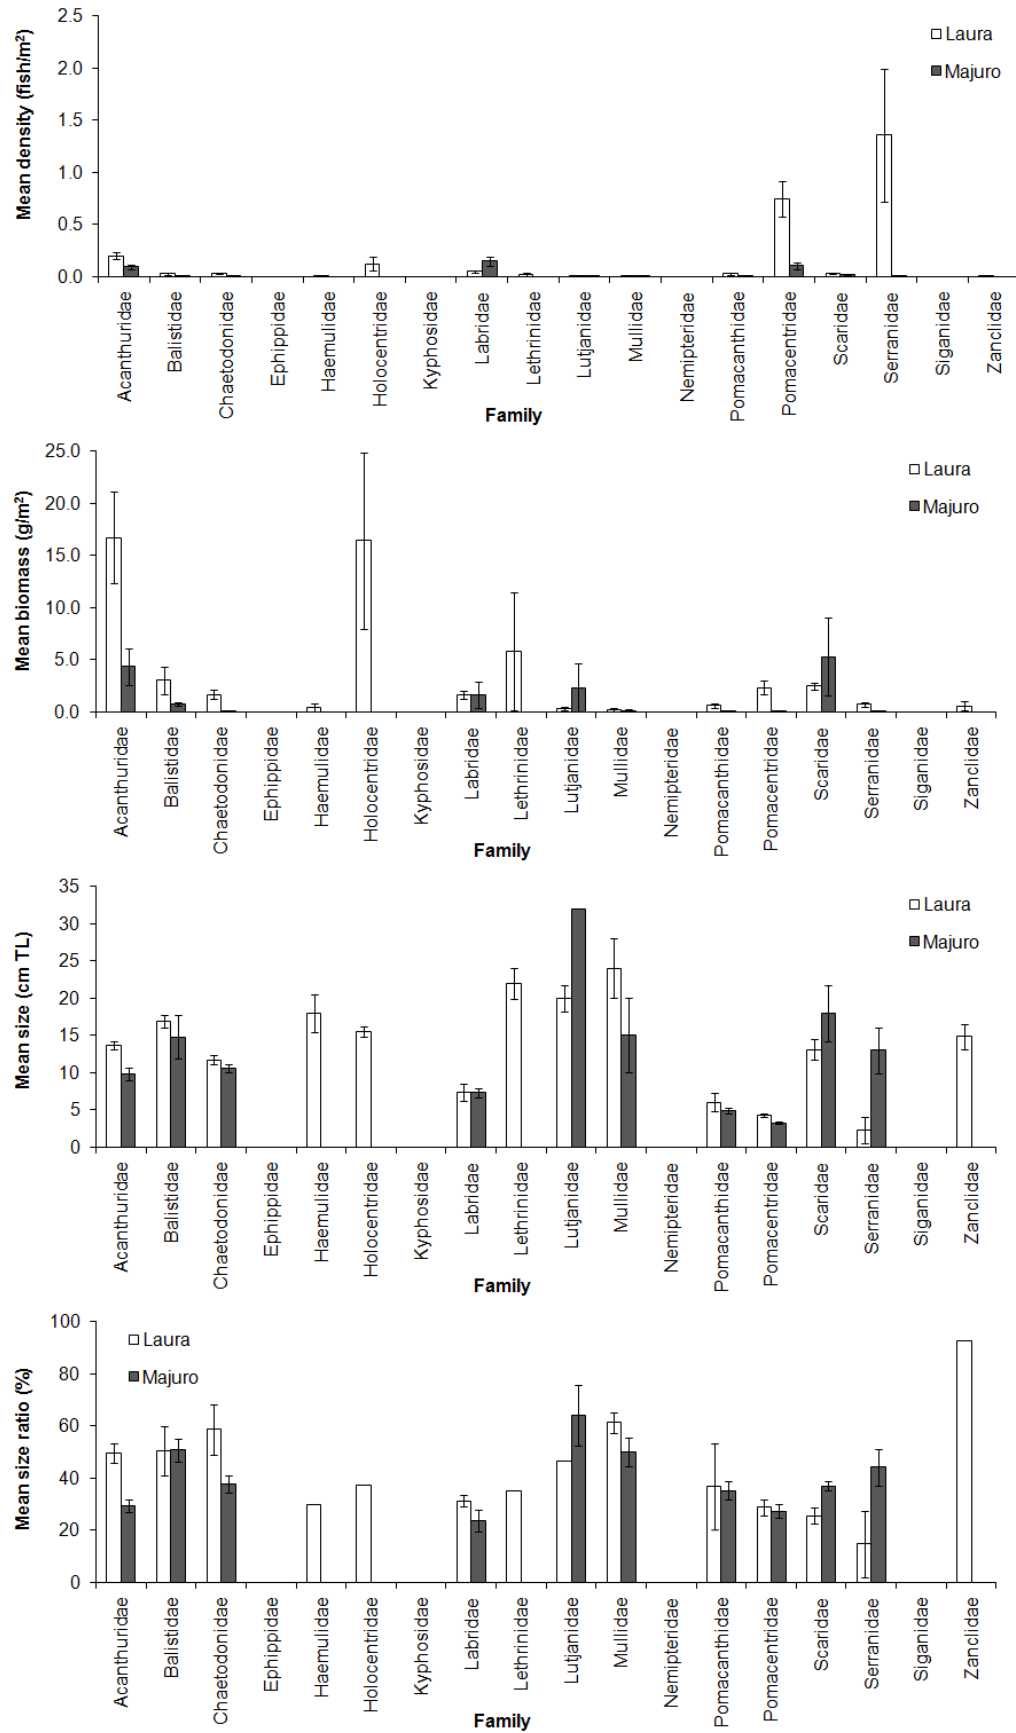 Mean density (fish/m²)
2.5
2.0
1.5
1.0
0.5
0.0
Laura
Majuro
Acanthuridae
Balistidae
Chaetodonidae
Ephippidae
Haemulidae
Holocentridae
Kyphosidae
Labridae
Lethrinidae
Lutjanidae
Mullidae
Nemipteridae
Pomacanthidae
Pomacentridae
Scaridae
Serranidae
Siganidae
Zanclidae
Family
Mean biomass (g/m²)
25.0
20.0
15.0
10.0
5.0
0.0
Laura
Majuro
Acanthuridae
Balistidae
Chaetodonidae
Ephippidae
Haemulidae
Holocentridae
Kyphosidae
Labridae
Lethrinidae
Lutjanidae
Mullidae
Nemipteridae
Pomacanthidae
Pomacentridae
Scaridae
Serranidae
Siganidae
Zanclidae
Family
Mean size (cm TL)
35
30
25
20
15
10
5
0
Laura
Majuro
Acanthuridae
Balistidae
Chaetodonidae
Ephippidae
Haemulidae
Holocentridae
Kyphosidae
Labridae
Lethrinidae
Lutjanidae
Mullidae
Nemipteridae
Pomacanthidae
Pomacentridae
Scaridae
Serranidae
Siganidae
Zanclidae
Family
Mean size ratio (%)
100
80
60
40
20
0
Laura
Majuro
Acanthuridae
Balistidae
Chaetodonidae
Ephippidae
Haemulidae
Holocentridae
Kyphosidae
Labridae
Lethrinidae
Lutjanidae
Mullidae
Nemipteridae
Pomacanthidae
Pomacentridae
Scaridae
Serranidae
Siganidae
Zanclidae
Family